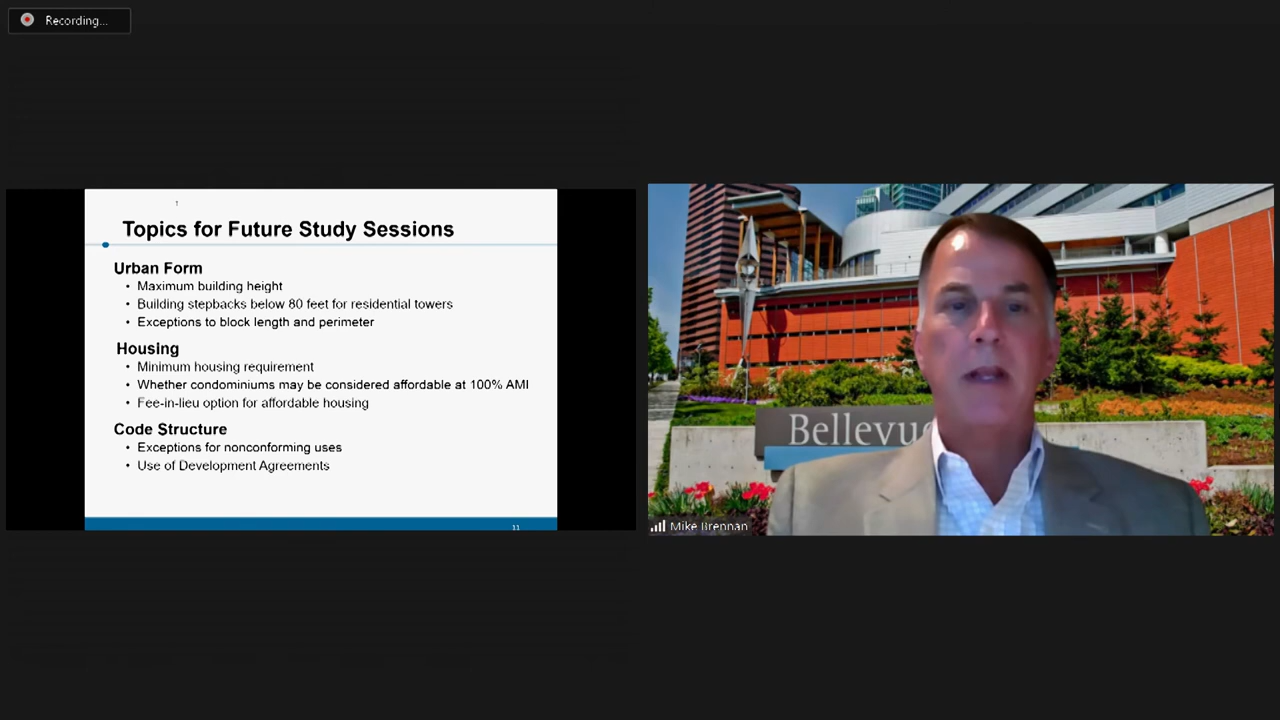 Recording...
Topics for Future Study Sessions
Urban Form
• Maximum building height
• Building stepbacks below 80 feet for residential towers
• Exceptions to block length and perimeter
Housing
• Minimum housing requirement
• Whether condominiums may be considered affordable at 100% AMI
• Fee-in-lieu option for affordable housing
Code Structure
• Exceptions for nonconforming uses
• Use of Development Agreements
11
Bellevue
Mike Brennan